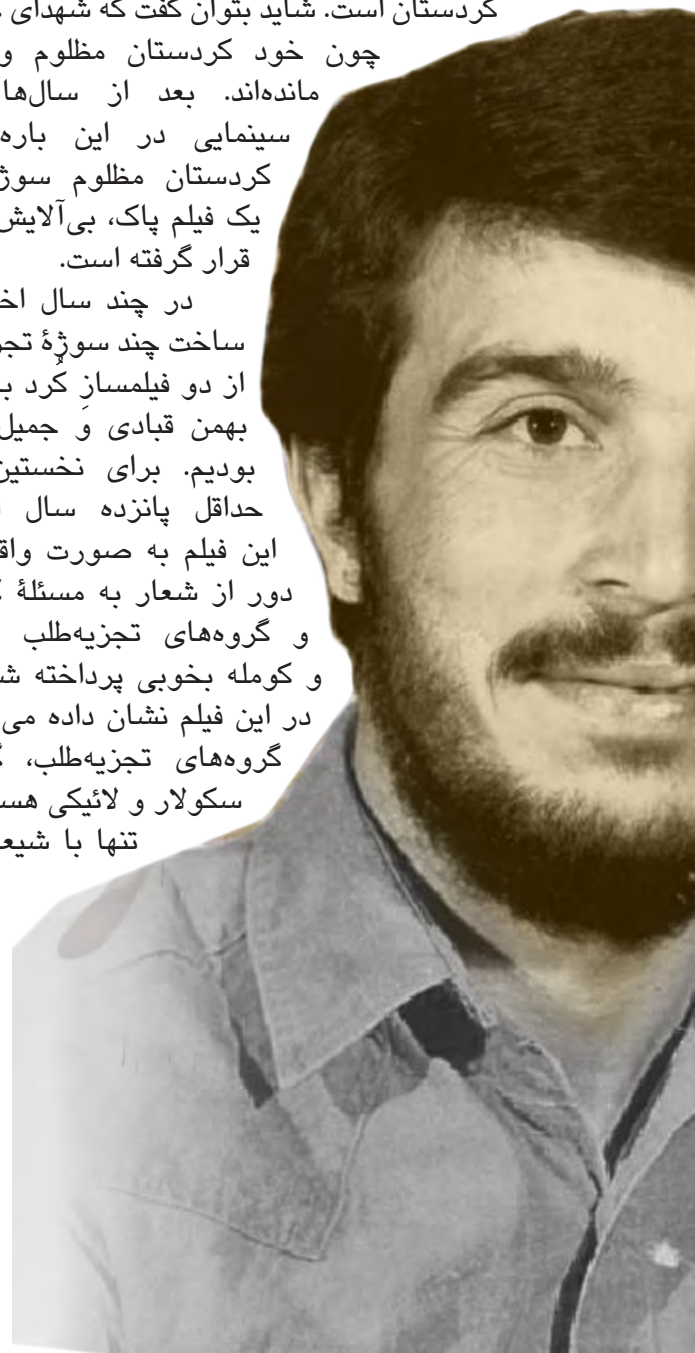 کردستان است. شاید بتوان گفت که شهدای
چون خود کردستان مظلوم و
مانده‌اند. بعد از سال‌ها
سینمایی در این باره
کردستان مظلوم سوژ
یک فیلم پاک، بی‌آلایش
قرار گرفته است.
در چند سال اخ
ساخت چند سوژهٔ تجز
از دو فیلمسازِ کُرد ب
بهمن قبادی وَ جمیل
بودیم. برای نخستین
حداقل پانزده سال
این فیلم به صورت واق
دور از شعار به مسئلهٔ
و گروه‌های تجزیه‌طلب
و کومله بخوبی پرداخته ش
در این فیلم نشان داده می
گروه‌های تجزیه‌طلب، گ
سکولار و لائیکی هس
تنها با شیع